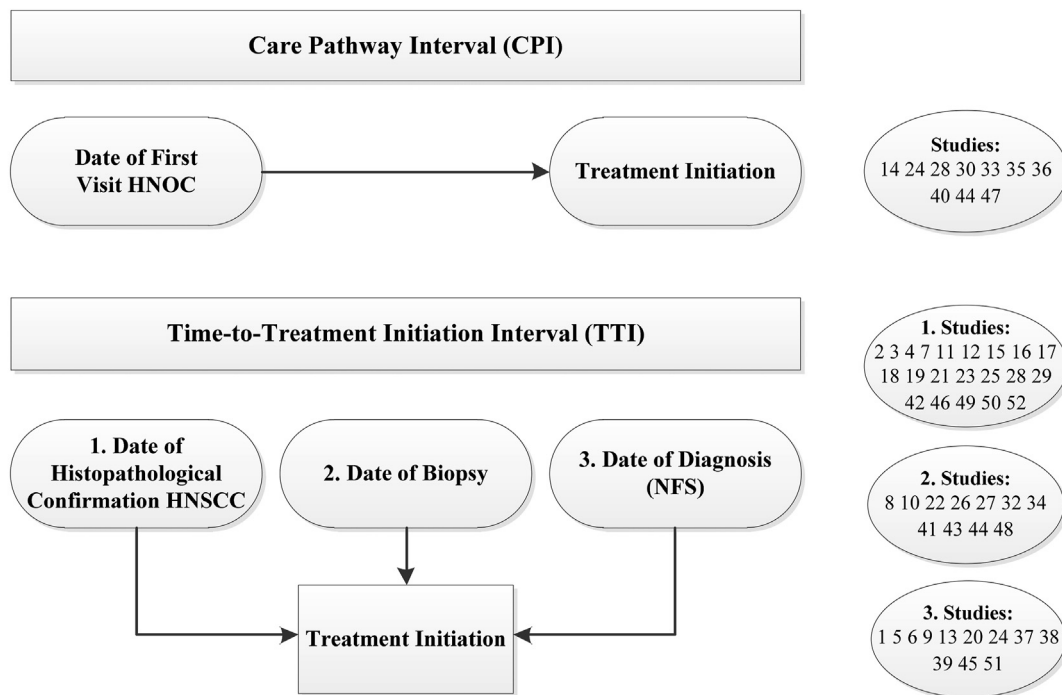 Care Pathway Interval (CPI)
Date of First
Visit HNOC
Treatment Initiation
Studies:
14 24 28 30 33 35 36
40 44 47
Time-to-Treatment Initiation Interval (TTI)
1. Studies:
2 3 4 7 11 12 15 16 17
18 19 21 23 25 28 29
42 46 49 50 52
1. Date of
Histopathological
Confirmation HNSCC
2. Date of Biopsy
3. Date of Diagnosis
(NFS)
2. Studies:
8 10 22 26 27 32 34
41 43 44 48
Treatment Initiation
3. Studies:
1 5 6 9 13 20 24 37 38
39 45 51